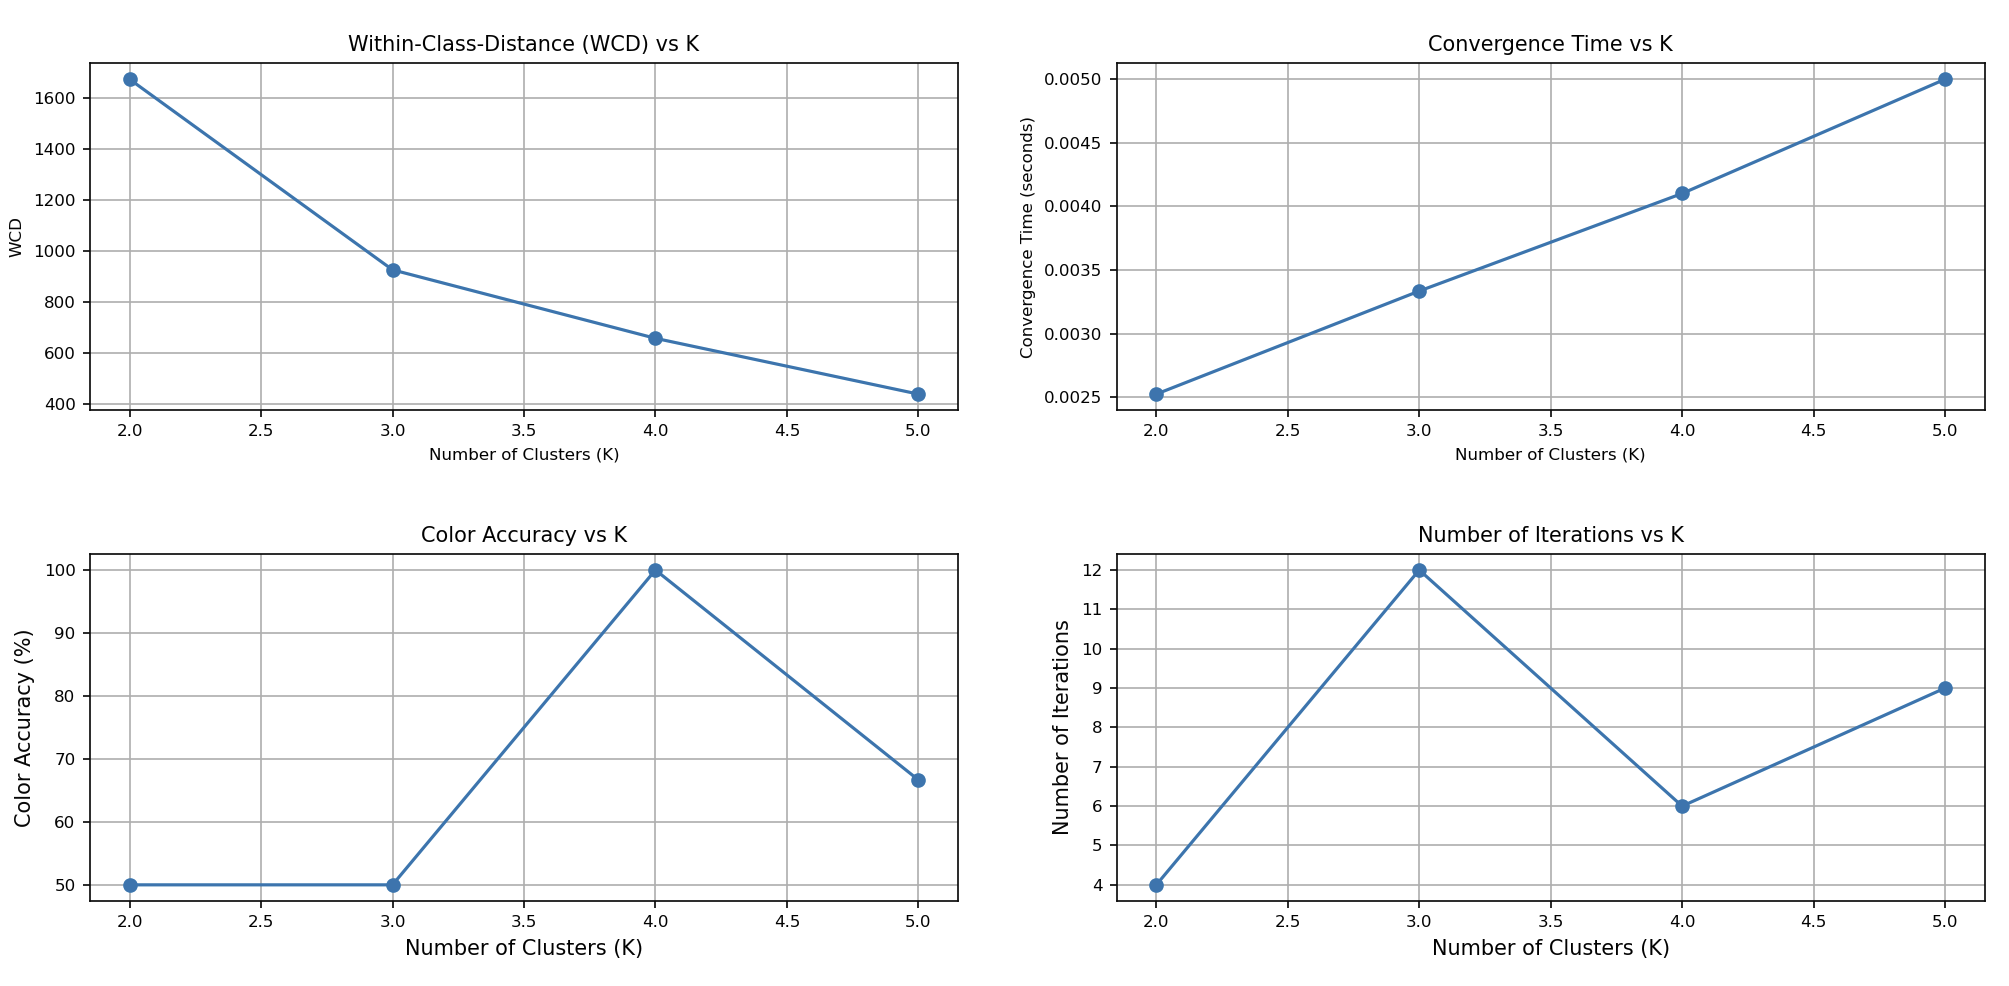 Within-Class-Distance (WCD) vs K
1600
1400
1200
1000
800
600
400
WCD
2.0 2.5 3.0 3.5 4.0 4.5 5.0
Number of Clusters (K)
Convergence Time vs K
0.0050
0.0045
0.0040
0.0035
0.0030
0.0025
Convergence Time (seconds)
2.0 2.5 3.0 3.5 4.0 4.5 5.0
Number of Clusters (K)
Color Accuracy vs K
100
90
80
70
60
50
Color Accuracy (%)
2.0 2.5 3.0 3.5 4.0 4.5 5.0
Number of Clusters (K)
Number of Iterations vs K
12
11
10
9
8
7
6
5
4
Number of Iterations
2.0 2.5 3.0 3.5 4.0 4.5 5.0
Number of Clusters (K)